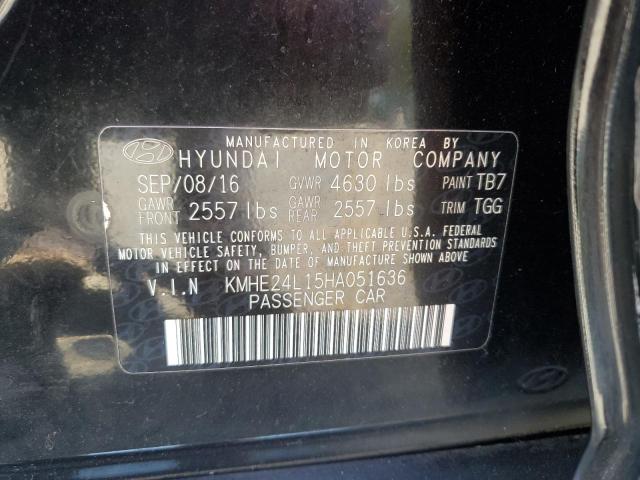 MANUFACTURED IN KOREA BY
HYUNDAI MOTOR COMPANY
SEP/08/16 GVWR 4630 lbs PAINT TB7
GAWR FRONT 2557 lbs GAWR REAR 2557 lbs TRIM TGG
THIS VEHICLE CONFORMS TO ALL APPLICABLE U.S.A. FEDERAL
MOTOR VEHICLE SAFETY, BUMPER, AND THEFT PREVENTION STANDARDS
IN EFFECT ON THE DATE OF MANUFACTURE SHOWN ABOVE
V.I.N KMHE24L15HA051636
PASSENGER CAR